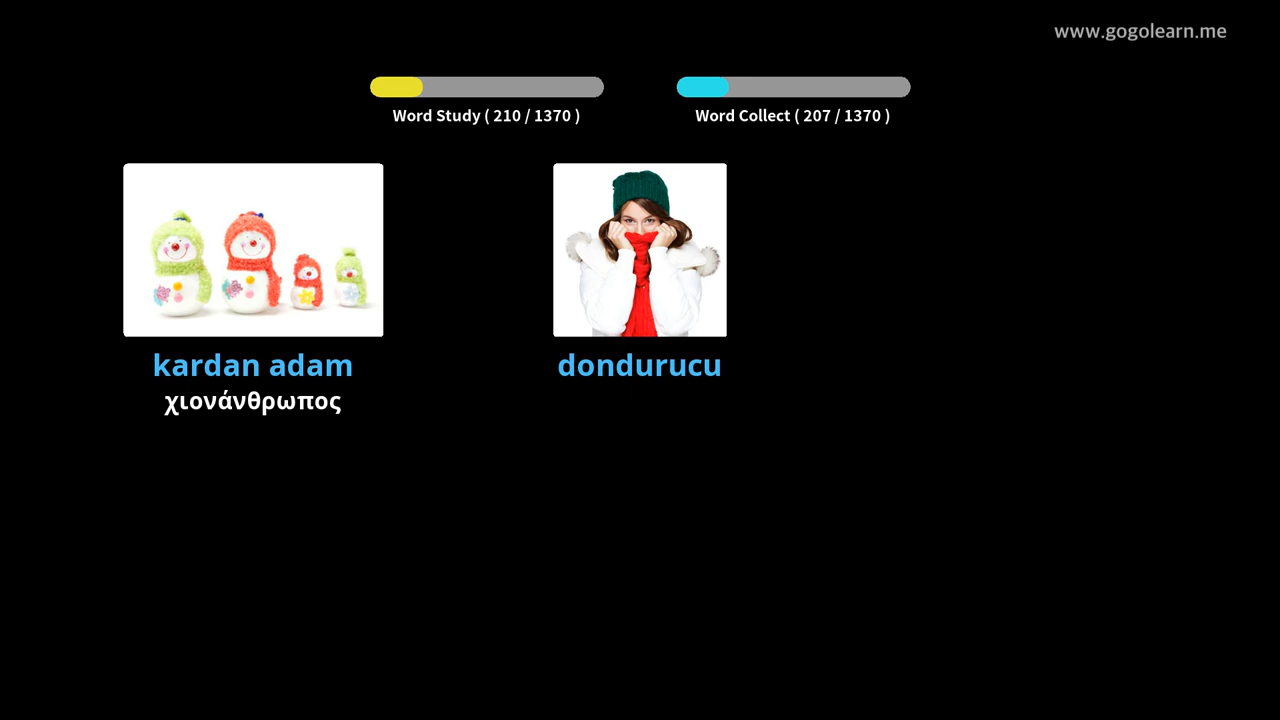 www.gogolearn.me
Word Study ( 210 / 1370 )
Word Collect ( 207 / 1370 )
kardan adam
χιονάνθρωπος
dondurucu